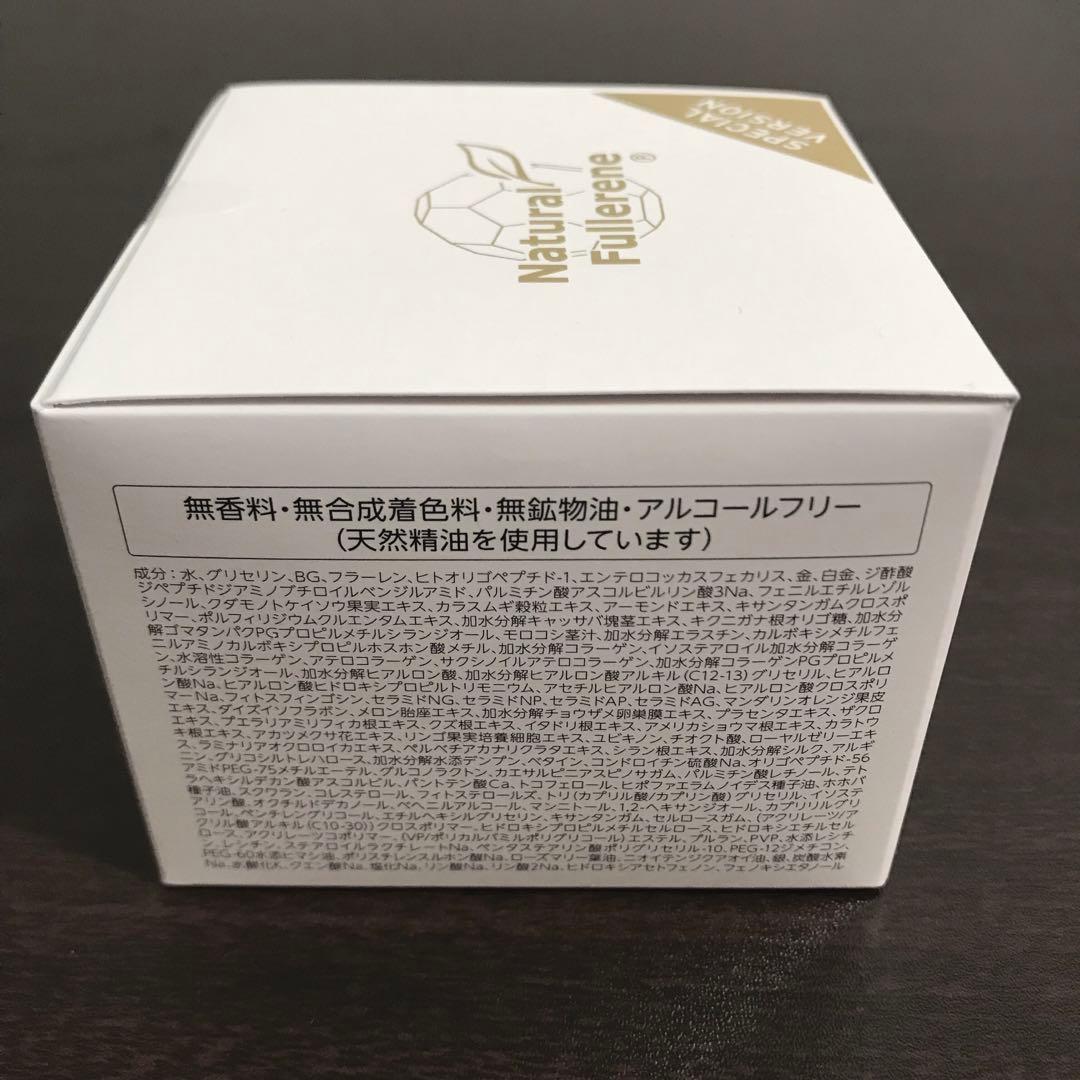 SPECIAL
VERSION
Natural
Fullerene®
無香料・無合成着色料・無鉱物油・アルコールフリー
(天然精油を使用しています)
成分:水、グリセリン、BG、フラーレン、ヒトオリゴペプチド-1、エンテロコッカスフェカリス、金、白金、ジ酢酸
ジペプチドジアミノブチロイルベンジルアミド、パルミチン酸アスコルビルリン酸3Na、フェニルエチルレゾル
シノール、クダモノトケイソウ果実エキス、カラスムギ穀粒エキス、アーモンドエキス、キサンタンガムクロスポ
リマー、ポルフィリジウムクルエンタムエキス、加水分解キャッサバ塊茎エキス、キクニガナ根オリゴ糖、加水分
解ゴマタンパクPGプロピルメチルシランジオール、モロコシ茎汁、加水分解エラスチン、カルボキシメチルフェ
ニルアミノカルボキシプロピルホスホン酸メチル、加水分解コラーゲン、イソステアロイル加水分解コラーゲ
ン、水溶性コラーゲン、アテロコラーゲン、サクシノイルアテロコラーゲン、加水分解コラーゲンPGプロピルメ
チルシランジオール、加水分解ヒアルロン酸、加水分解ヒアルロン酸アルキル(C12-13)グリセリル、ヒアルロ
ン酸Na、ヒアルロン酸ヒドロキシプロピルトリモニウム、アセチルヒアルロン酸Na、ヒアルロン酸クロスポリ
マーNa、フィトスフィンゴシン、セラミドNG、セラミドNP、セラミドAP、セラミドAG、マンダリンオレンジ果皮
エキス、ダイズイソフラボン、メロン胎座エキス、加水分解チョウザメ卵巣膜エキス、プラセンタエキス、ザクロ
エキス、プエラリアミリフィカ根エキス、クズ根エキス、イタドリ根エキス、アメリカショウマ根エキス、カラトウ
キ根エキス、アカツメクサ花エキス、リンゴ果実培養細胞エキス、ユビキノン、チオクト酸、ローヤルゼリーエキ
ス、ラミナリアオクロロイカエキス、ペルベチアカナリクラタエキス、シラン根エキス、加水分解シルク、アルギ
ニン、グリコシルトレハロース、加水分解水添デンプン、ベタイン、コンドロイチン硫酸Na、オリゴペプチド-56
アミドPEG-75メチルエーテル、グルコノラクトン、カエサルピニアスピノサガム、パルミチン酸レチノール、テト
ラヘキシルデカン酸アスコルビル、パントテン酸Ca、トコフェロール、ヒポファエラムノイデス種子油、ホホバ
種子油、スクワラン、コレステロール、フィトステロールズ、トリ(カプリル酸/カプリン酸)グリセリル、インステ
アリン酸、オクチルドデカノール、ベヘニルアルコール、マンニトール、1,2-ヘキサンジオール、カプリリルグリ
コール、ペンチレングリコール、エチルヘキシルグリセリン、キサンタンガム、セルロースガム、(アクリレーツ/ア
クリル酸アルキル(C10-30))クロスポリマー、ヒドロキシプロピルメチルセルロース、ヒドロキシエチルセル
ロース、アクリレーツコポリマー、(VP/ポリカルバミルポリグリコール)エステル、プルラン、PVP、水添レシチ
ン、レシチン、ステアロイルラクチレートNa、ペンタステアリン酸ポリグリセリル-10、PEG-12ジメチコン、
PEG-60水添ヒマシ油、ポリスチレンスルホン酸Na、ローズマリー葉油、ニオイテンジクアオイ油、銀、炭酸水素
クエン酸Na、塩化Na、リン酸Na、リン酸2Na、ヒドロキシアセトフェノン、フェノキシエタノール